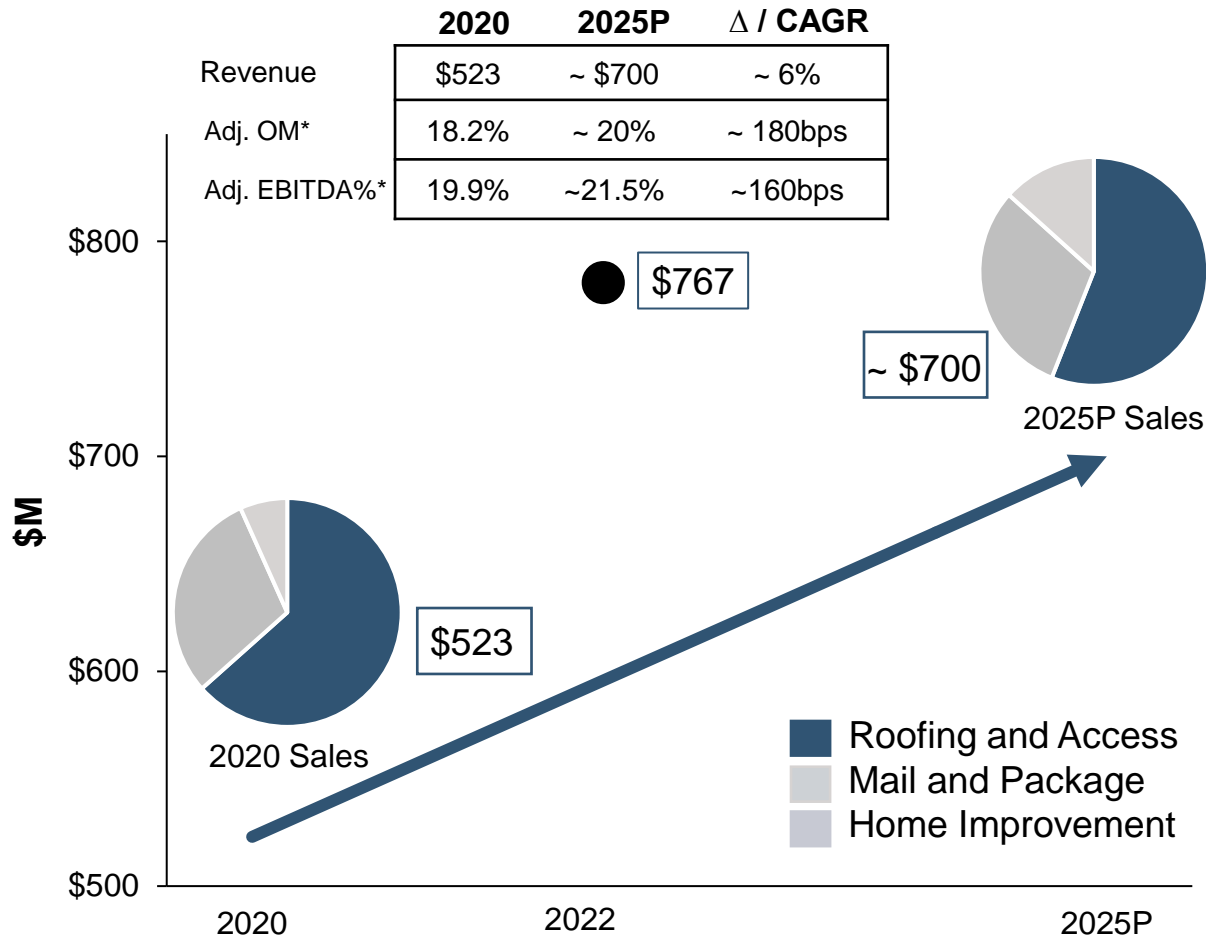 2020 2025P Δ / CAGR
Revenue $523 ~ $700 ~ 6%
Adj. OM* 18.2% ~ 20% ~ 180bps
Adj. EBITDA%* 19.9% ~21.5% ~160bps
$800
$767
~ $700
2025P Sales
$700
$M
$523
$600
2020 Sales
Roofing and Access
Mail and Package
Home Improvement
$500
2020 2022 2025P